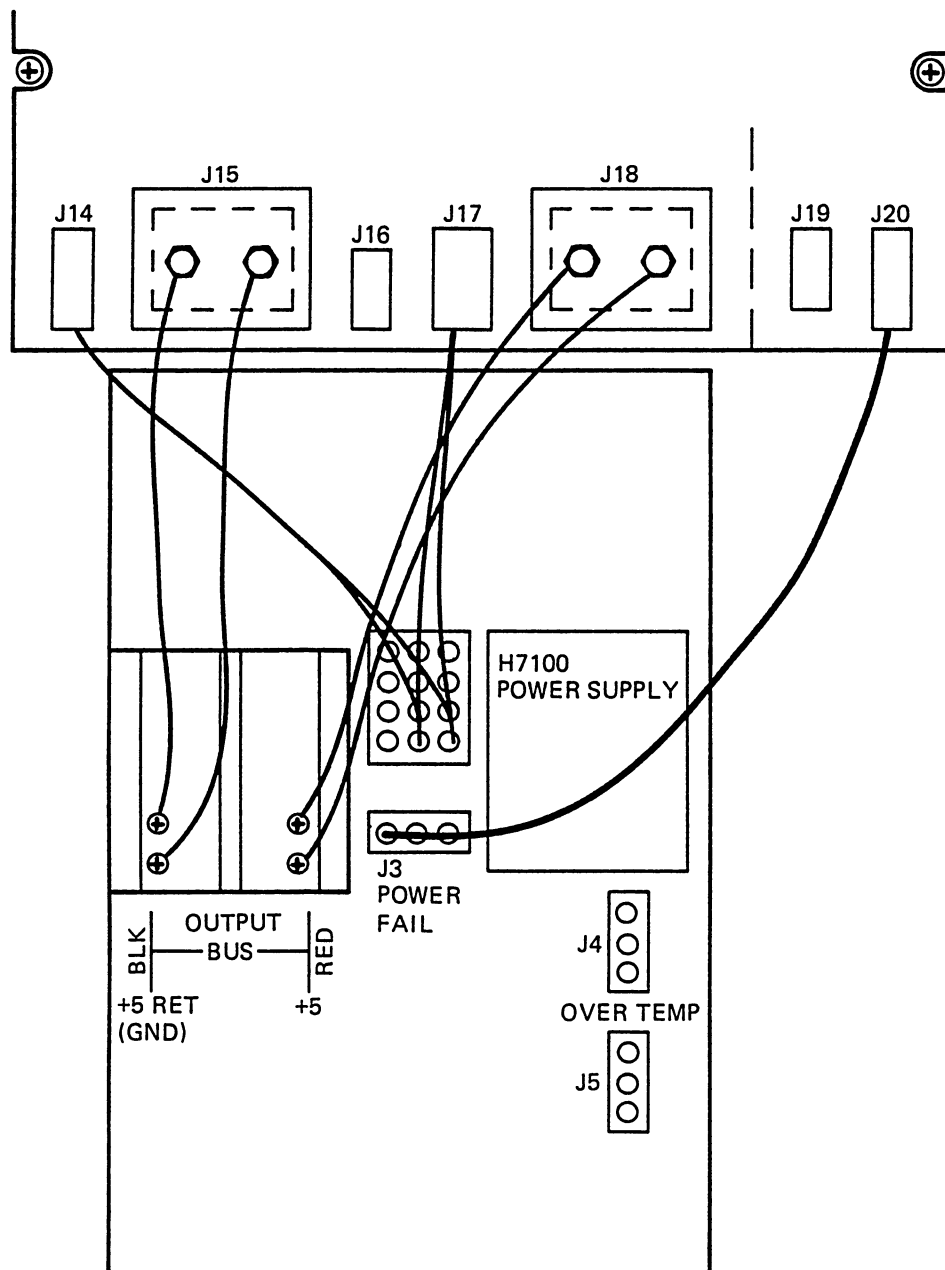 J15
J18
J14
J17
J19
J20
J16
H7100
POWER SUPPLY
J3
POWER
FAIL
BLK
OUTPUT
BUS
RED
+5 RET
(GND)
+5
J4
OVER TEMP
J5